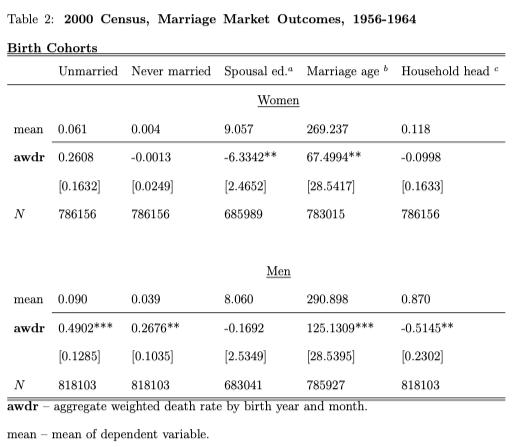 Table 2: 2000 Census, Marriage Market Outcomes, 1956-1964
Birth Cohorts
Unmarried Never married Spousal ed.a Marriage age b Household head c
Women
mean 0.061 0.004 9.057 269.237 0.118
awdr 0.2608 -0.0013 -6.3342** 67.4994** -0.0998
[0.1632] [0.0249] [2.4652] [28.5417] [0.1633]
N 786156 786156 685989 783015 786156
Men
mean 0.090 0.039 8.060 290.898 0.870
awdr 0.4902*** 0.2676** -0.1692 125.1309*** -0.5145**
[0.1285] [0.1035] [2.5349] [28.5395] [0.2302]
N 818103 818103 683041 785927 818103
awdr – aggregate weighted death rate by birth year and month.
mean – mean of dependent variable.